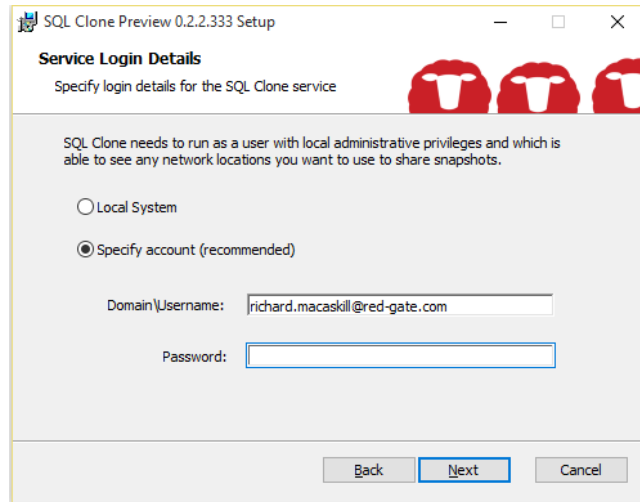 SQL Clone Preview 0.2.2.333 Setup
Service Login Details
Specify login details for the SQL Clone service
SQL Clone needs to run as a user with local administrative privileges and which is
able to see any network locations you want to use to share snapshots.
Local System
Specify account (recommended)
Domain\Username: richard.macaskill@red-gate.com
Password:
Back Next Cancel